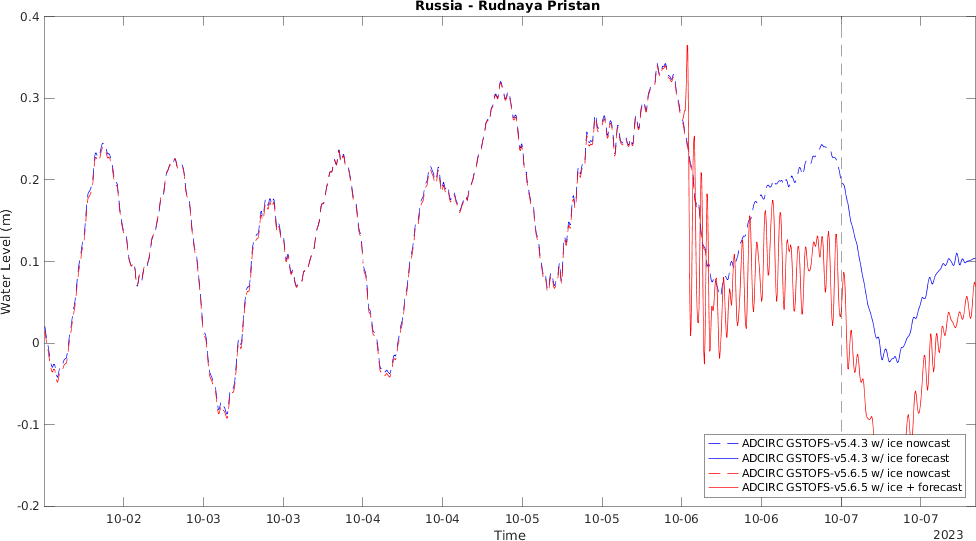 Russia - Rudnaya Pristan
0.4
0.3
0.2
0.1
0
-0.1
-0.2
Water Level (m)
ADCIRC GSTOFS-v5.4.3 w/ ice nowcast
ADCIRC GSTOFS-v5.4.3 w/ ice forecast
ADCIRC GSTOFS-v5.6.5 w/ ice nowcast
ADCIRC GSTOFS-v5.6.5 w/ ice + forecast
10-02 10-03 10-03 10-04 10-04 10-05 10-05 10-06 10-06 10-07 10-07
Time
2023